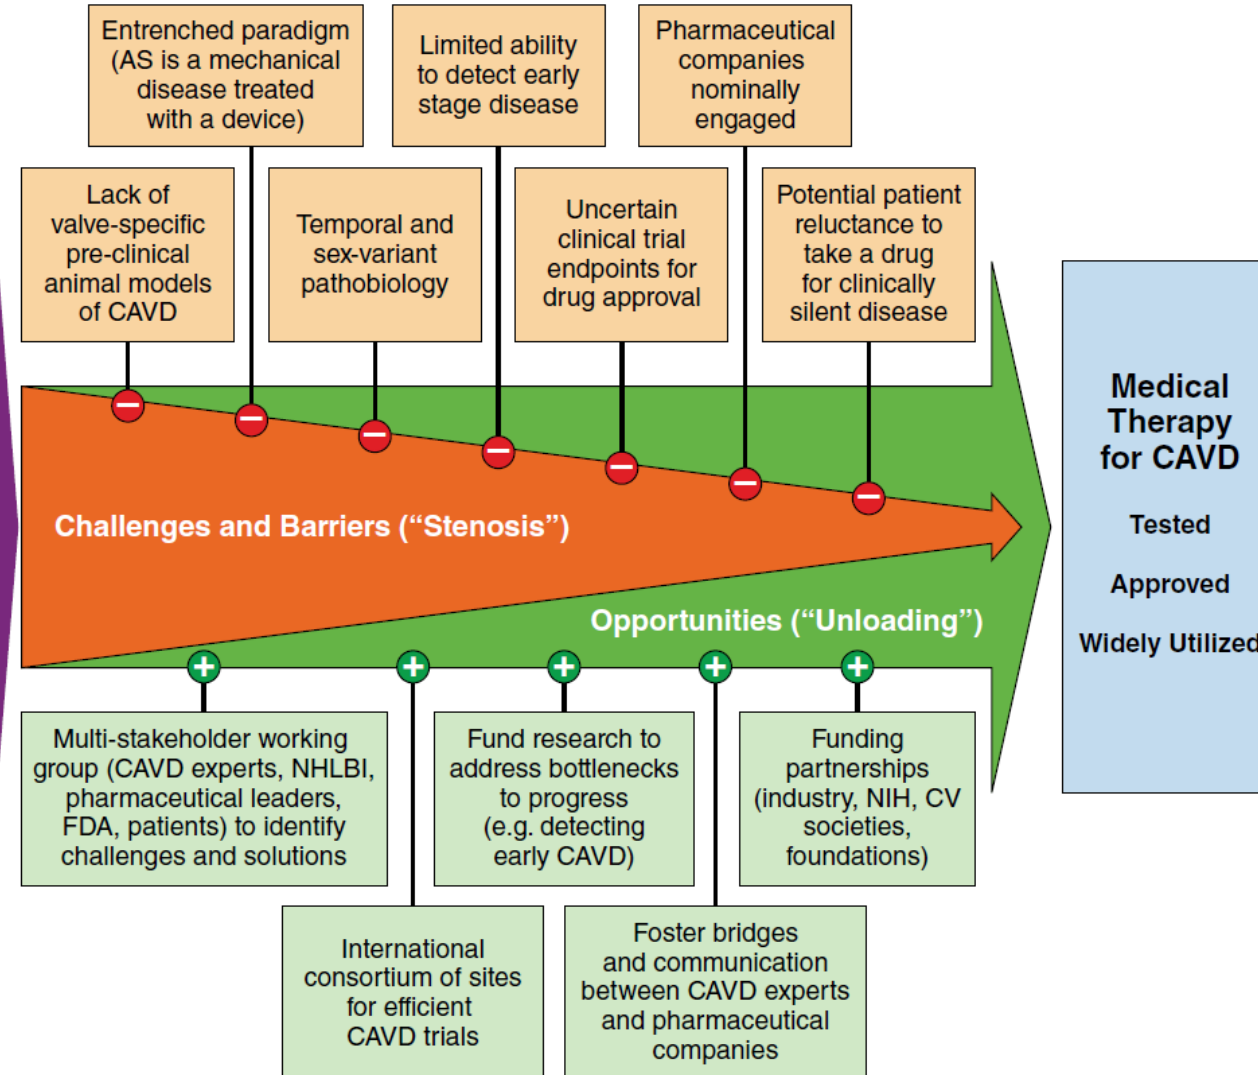 Entrenched paradigm
(AS is a mechanical
disease treated
with a device)
Limited ability
to detect early
stage disease
Pharmaceutical
companies
nominally
engaged
Lack of
valve-specific
pre-clinical
animal models
of CAVD
Temporal and
sex-variant
pathobiology
Uncertain
clinical trial
endpoints for
drug approval
Potential patient
reluctance to
take a drug
for clinically
silent disease
Challenges and Barriers (“Stenosis”)
Opportunities (“Unloading”)
Medical
Therapy
for CAVD
Tested
Approved
Widely Utilized
Multi-stakeholder working
group (CAVD experts, NHLBI,
pharmaceutical leaders,
FDA, patients) to identify
challenges and solutions
Fund research to
address bottlenecks
to progress
(e.g. detecting
early CAVD)
Funding
partnerships
(industry, NIH, CV
societies,
foundations)
International
consortium of sites
for efficient
CAVD trials
Foster bridges
and communication
between CAVD experts
and pharmaceutical
companies